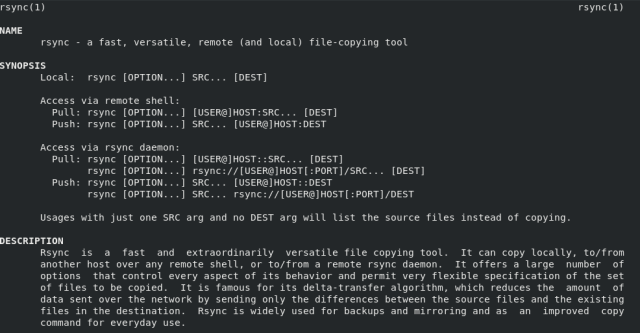 rsync(1) rsync(1)
NAME
rsync - a fast, versatile, remote (and local) file-copying tool
SYNOPSIS
Local: rsync [OPTION...] SRC... [DEST]
Access via remote shell:
Pull: rsync [OPTION...] [USER@]HOST:SRC... [DEST]
Push: rsync [OPTION...] SRC... [USER@]HOST:DEST
Access via rsync daemon:
Pull: rsync [OPTION...] [USER@]HOST::SRC... [DEST]
rsync [OPTION...] rsync://[USER@]HOST[:PORT]/SRC... [DEST]
Push: rsync [OPTION...] SRC... [USER@]HOST::DEST
rsync [OPTION...] SRC... rsync://[USER@]HOST[:PORT]/DEST
Usages with just one SRC arg and no DEST arg will list the source files instead of copying.
DESCRIPTION
Rsync is a fast and extraordinarily versatile file copying tool. It can copy locally, to/from
another host over any remote shell, or to/from a remote rsync daemon. It offers a large number of
options that control every aspect of its behavior and permit very flexible specification of the set
of files to be copied. It is famous for its delta-transfer algorithm, which reduces the amount of
data sent over the network by sending only the differences between the source files and the existing
files in the destination. Rsync is widely used for backups and mirroring and as an improved copy
command for everyday use.